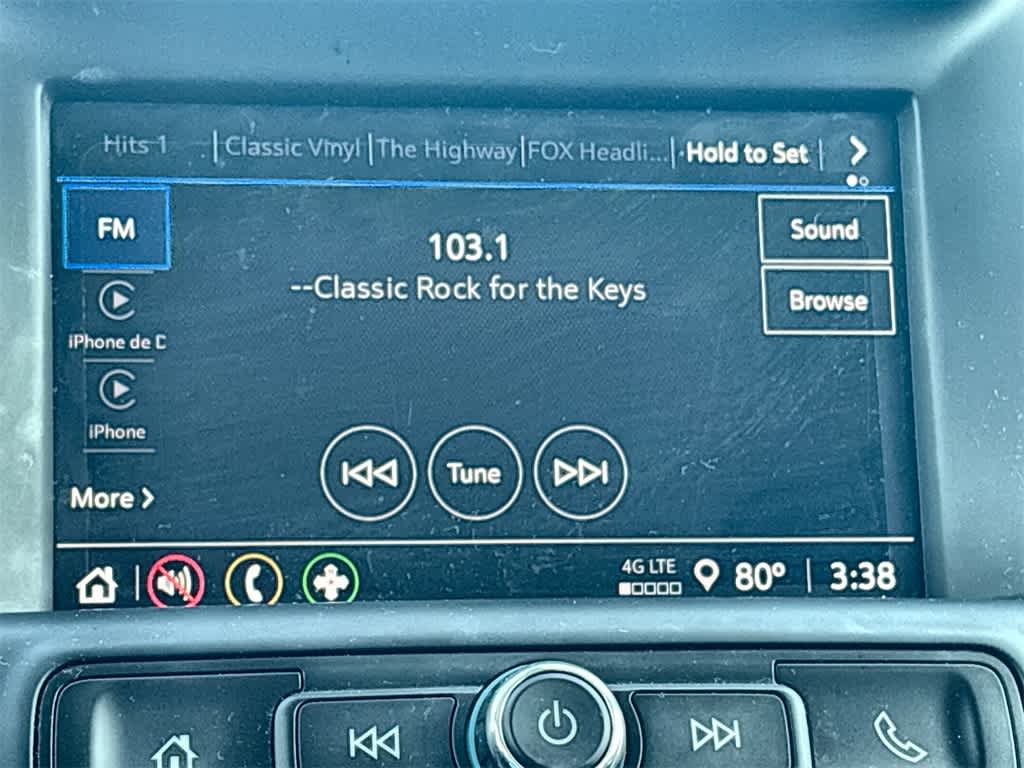 Hits 1 Classic Vinyl The Highway FOX Headli... Hold to Set
FM
103.1
Sound
--Classic Rock for the Keys
Browse
iPhone de
iPhone
Tune
More
4G LTE
80° 3:38